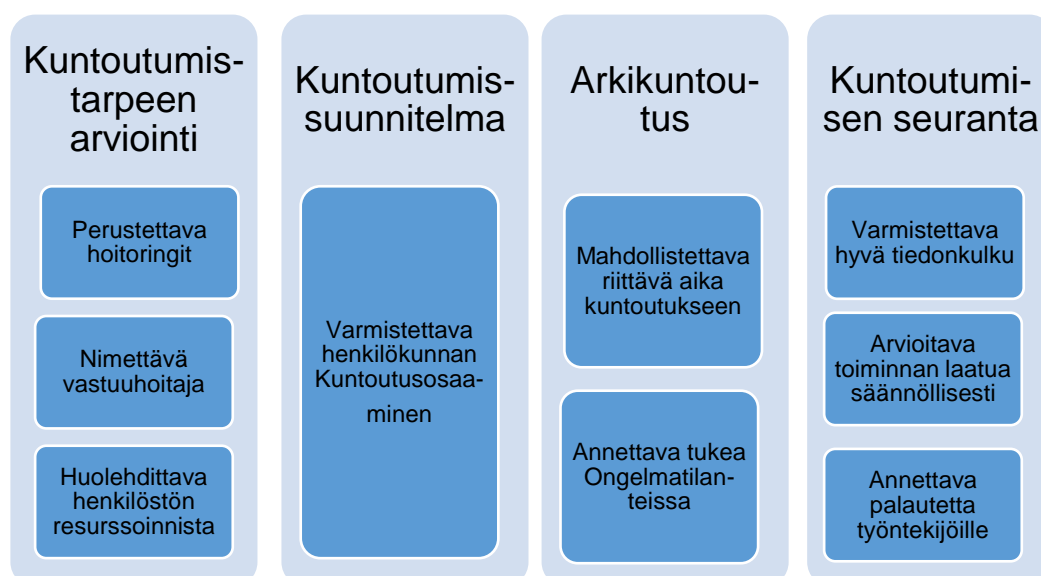 Kuntoutumis-
tarpeen
arviointi
Perustettava
hoitoringit
Nimettävä
vastuuhoitaja
Huolehdittava
henkilöstön
resurssoinnista
Kuntoutumis-
suunnitelma
Varmistettava
henkilökunnan
Kuntoutusosaa-
minen
Arkikuntou-
tus
Mahdollistettava
riittävä aika
kuntoutukseen
Annettava tukea
Ongelmatilan-
teissa
Kuntoutumi-
sen seuranta
Varmistettava
hyvä tiedonkulku
Arvioitava
toiminnan laatua
säännöllisesti
Annettava
palautetta
työntekijöille